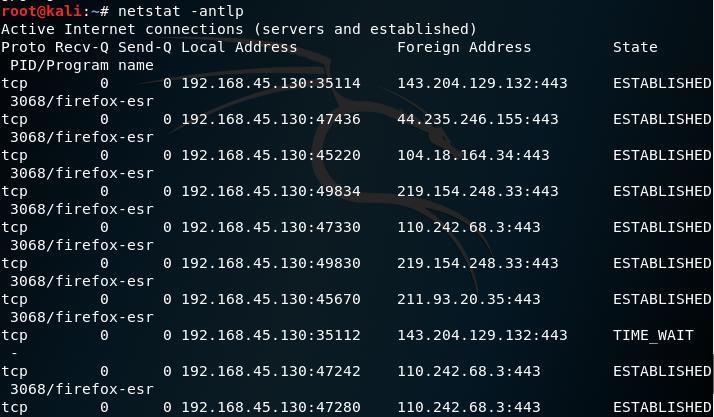 root@kali:~# netstat -antlp
Active Internet connections (servers and established)
Proto Recv-Q Send-Q Local Address           Foreign Address         State
 PID/Program name
tcp        0      0 192.168.45.130:35114    143.204.129.132:443     ESTABLISHED
 3068/firefox-esr
tcp        0      0 192.168.45.130:47436    44.235.246.155:443      ESTABLISHED
 3068/firefox-esr
tcp        0      0 192.168.45.130:45220    104.18.164.34:443       ESTABLISHED
 3068/firefox-esr
tcp        0      0 192.168.45.130:49834    219.154.248.33:443      ESTABLISHED
 3068/firefox-esr
tcp        0      0 192.168.45.130:47330    110.242.68.3:443        ESTABLISHED
 3068/firefox-esr
tcp        0      0 192.168.45.130:49830    219.154.248.33:443      ESTABLISHED
 3068/firefox-esr
tcp        0      0 192.168.45.130:45670    211.93.20.35:443        ESTABLISHED
 3068/firefox-esr
tcp        0      0 192.168.45.130:35112    143.204.129.132:443     TIME_WAIT
 -
tcp        0      0 192.168.45.130:47242    110.242.68.3:443        ESTABLISHED
 3068/firefox-esr
tcp        0      0 192.168.45.130:47280    110.242.68.3:443        ESTABLISHED